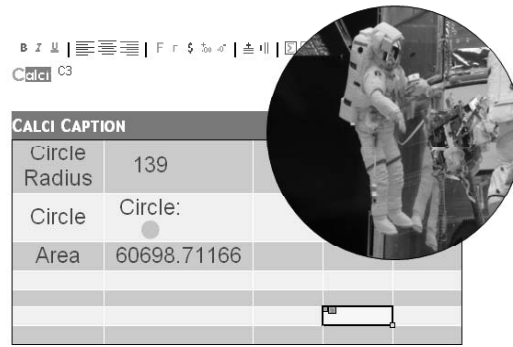 B I U F r $
Calci C3
CALCI CAPTION
Circle Radius 139
Circle Circle:
Area 60698.71166